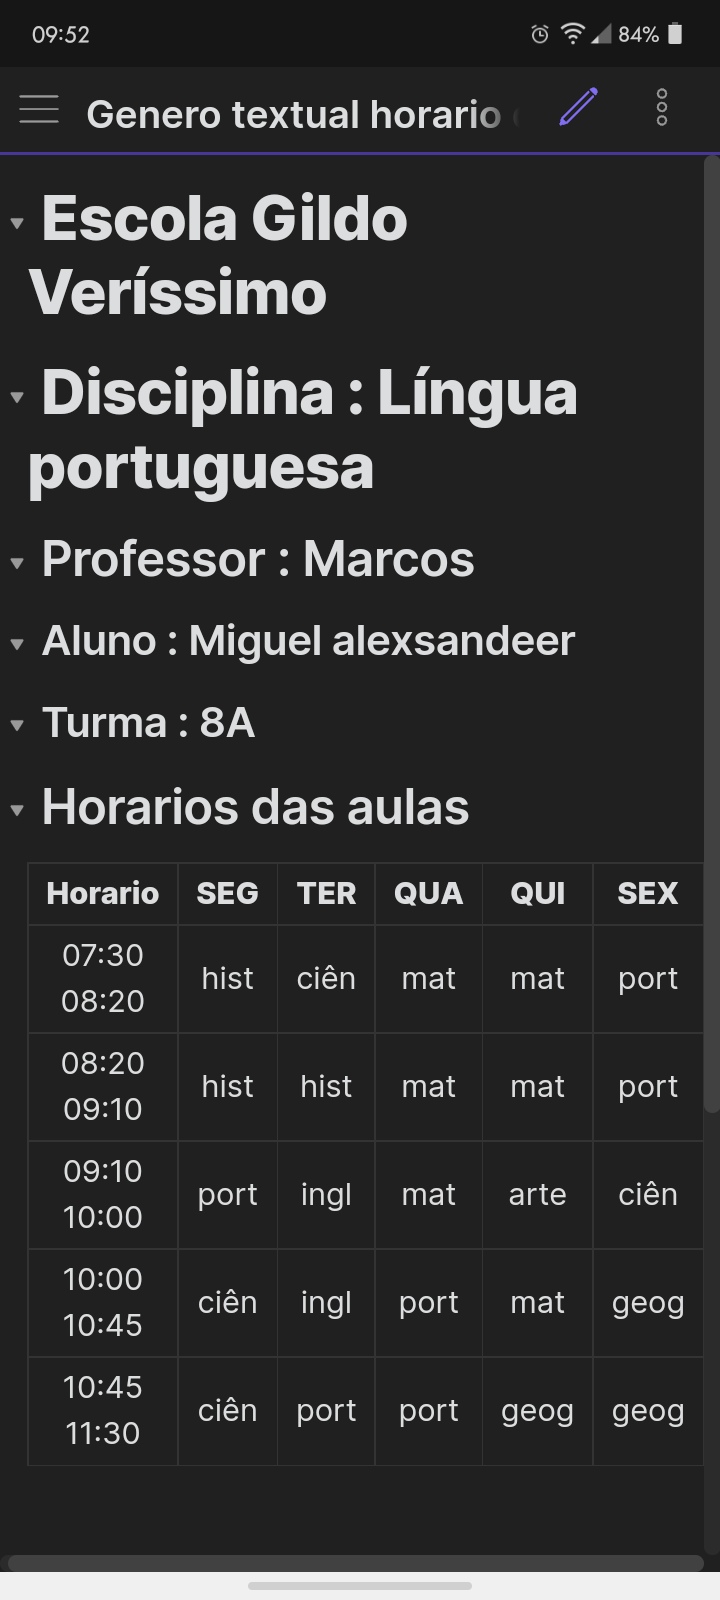 09:52
84%
Genero textual horario
Escola Gildo
Veríssimo
Disciplina : Língua
portuguesa
Professor : Marcos
Aluno : Miguel alexsandeer
Turma : 8A
Horarios das aulas
Horario SEG TER QUA QUI SEX
07:30
08:20
hist ciên mat mat port
08:20
09:10
hist hist mat mat port
09:10
10:00
port ingl mat arte ciên
10:00
10:45
ciên ingl port mat geog
10:45
11:30
ciên port port geog geog